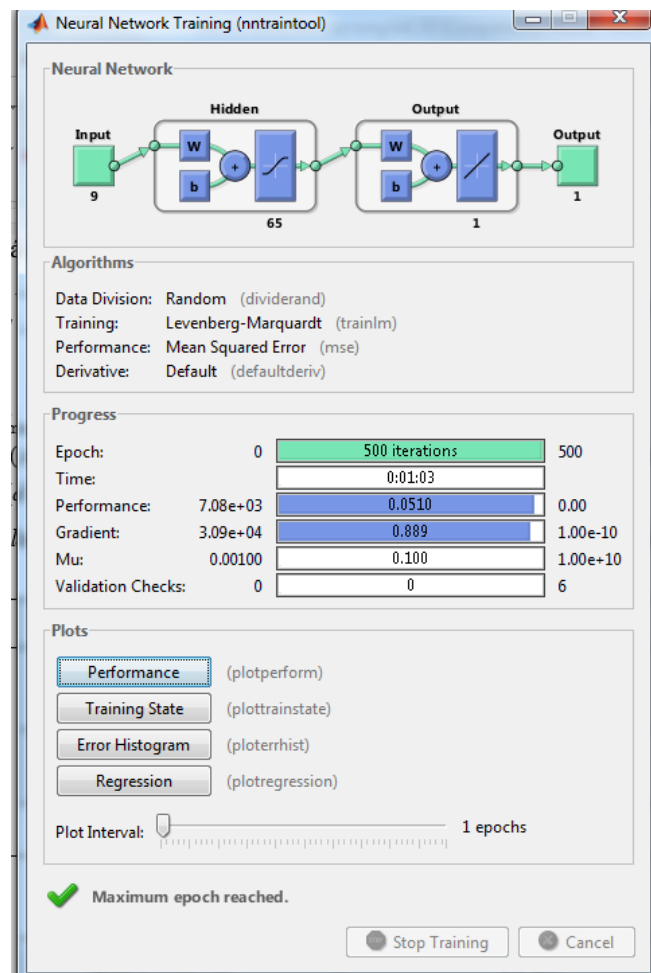 Neural Network Training (nntraintool)
Neural Network
Hidden
Output
Input
W
b
+
W
b
+
Output
9
65
1
1
Algorithms
Data Division: Random (dividerand)
Training: Levenberg-Marquardt (trainlm)
Performance: Mean Squared Error (mse)
Derivative: Default (defaultderiv)
Progress
Epoch: 0 500 iterations 500
Time: 0:01:03
Performance: 7.08e+03 0.0510 0.00
Gradient: 3.09e+04 0.889 1.00e-10
Mu: 0.00100 0.100 1.00e+10
Validation Checks: 0 0 6
Plots
Performance (plotperform)
Training State (plottrainstate)
Error Histogram (ploterrhist)
Regression (plotregression)
Plot Interval: 1 epochs
Maximum epoch reached.
Stop Training Cancel